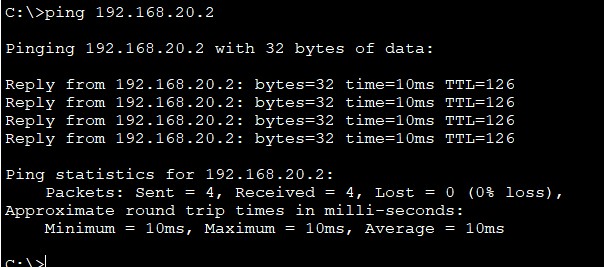 C:\>ping 192.168.20.2
Pinging 192.168.20.2 with 32 bytes of data:
Reply from 192.168.20.2: bytes=32 time=10ms TTL=126
Reply from 192.168.20.2: bytes=32 time=10ms TTL=126
Reply from 192.168.20.2: bytes=32 time=10ms TTL=126
Reply from 192.168.20.2: bytes=32 time=10ms TTL=126
Ping statistics for 192.168.20.2:
    Packets: Sent = 4, Received = 4, Lost = 0 (0% loss),
Approximate round trip times in milli-seconds:
    Minimum = 10ms, Maximum = 10ms, Average = 10ms
C:\>